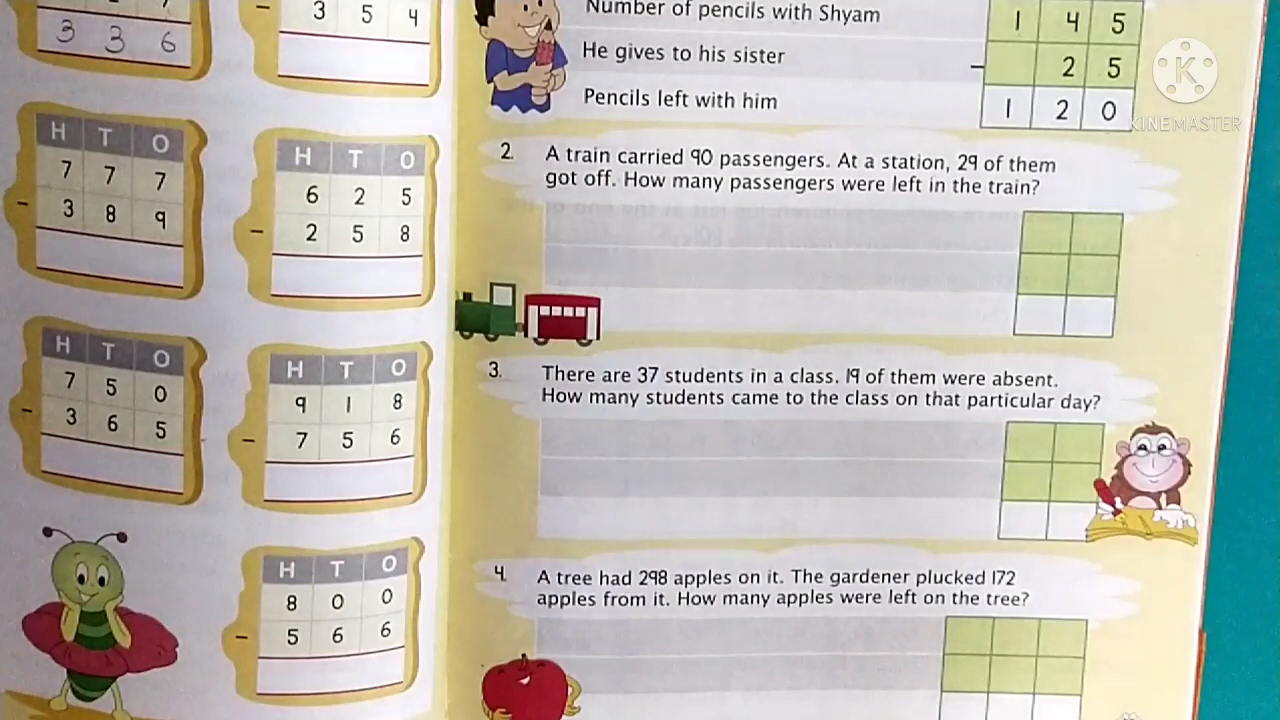 3 3 6
- 3 5 4
H T O
7 7 7
- 3 8 9
H T O
6 2 5
- 2 5 8
H T O
7 5 0
- 3 6 5
H T O
9 1 8
- 7 5 6
H T O
8 0 0
- 5 6 6
Number of pencils with Shyam 1 4 5
He gives to his sister - 2 5
Pencils left with him 1 2 0
K
KINEMASTER
2. A train carried 90 passengers. At a station, 29 of them
got off. How many passengers were left in the train?
3. There are 37 students in a class. 19 of them were absent.
How many students came to the class on that particular day?
4. A tree had 298 apples on it. The gardener plucked 172
apples from it. How many apples were left on the tree?